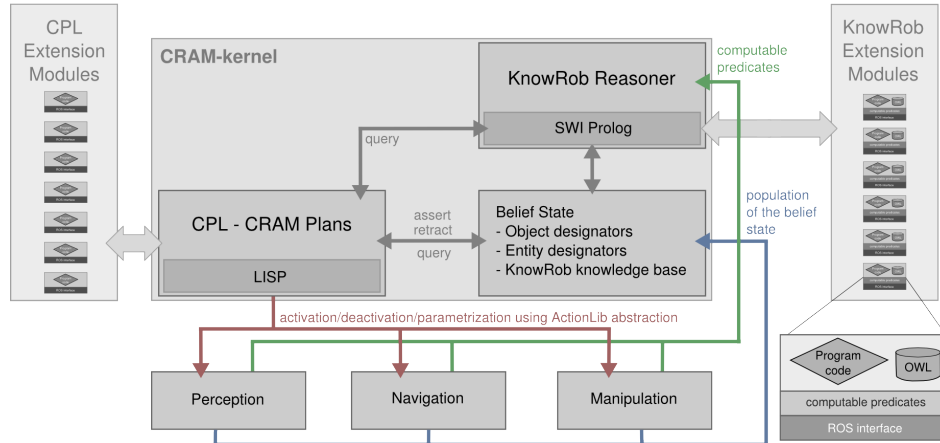 CPL
Extension
Modules
CRAM-kernel
KnowRob Reasoner
SWI Prolog
computable
predicates
KnowRob
Extension
Modules
query
CPL - CRAM Plans
LISP
assert
retract
query
Belief State
- Object designators
- Entity designators
- KnowRob knowledge base
population
of the belief
state
activation/deactivation/parametrization using ActionLib abstraction
Perception
Navigation
Manipulation
Program
code
OWL
computable predicates
ROS interface